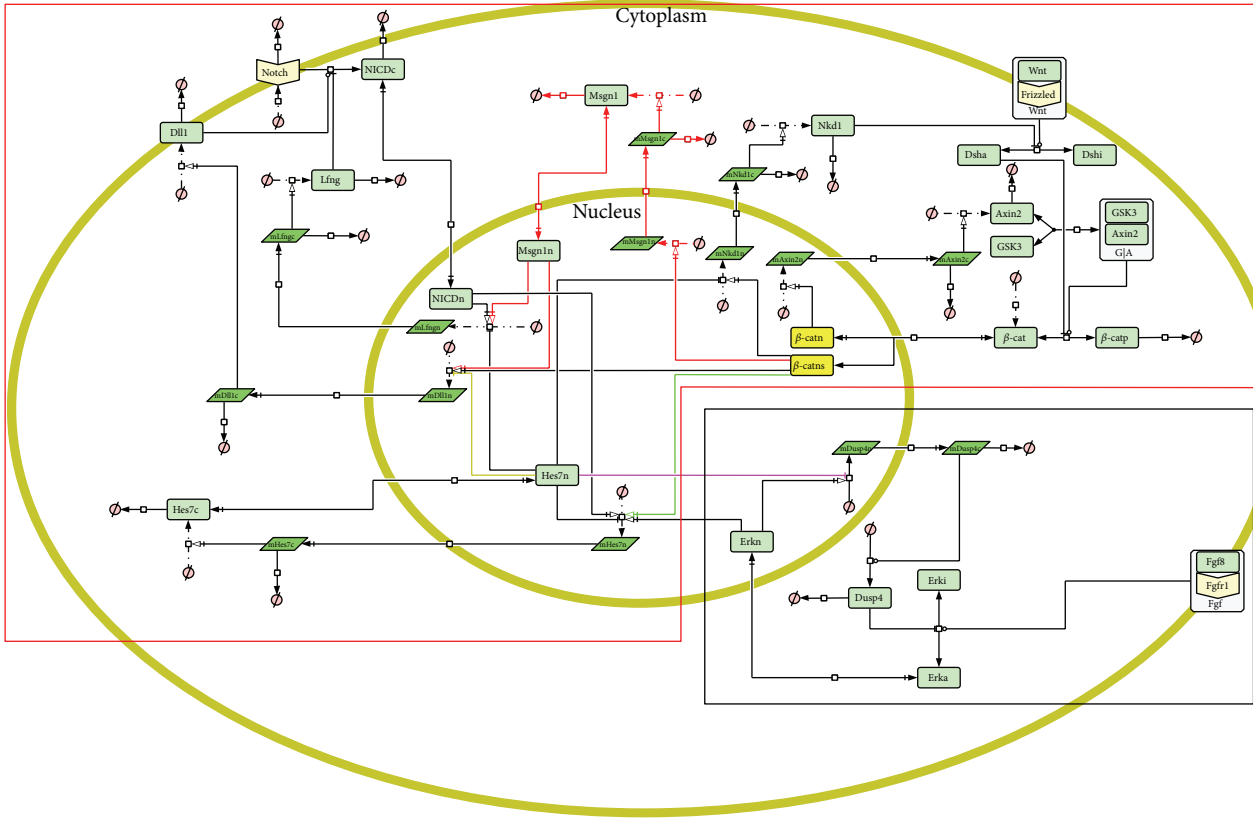 Cytoplasm
Notch
NICDc
Wnt
Frizzled
Wnt
Msgn1
Dll1
mMsgn1c
Nkd1
Dsha
Dshi
Lfng
mNkd1c
Axin2
GSK3
Axin2
G|A
GSK3
Nucleus
mLfngc
Msgn1n
mMsgn1n
mNkd1n
mAxin2n
mAxin2c
NICDn
mLfngn
β-catn
β-cat
β-catp
β-catns
mDll1c
mDll1n
mDusp4n
mDusp4c
Hes7n
Hes7c
mHes7c
mHes7n
Erkn
Erki
Fgf8
Fgfr1
Fgf
Dusp4
Erka